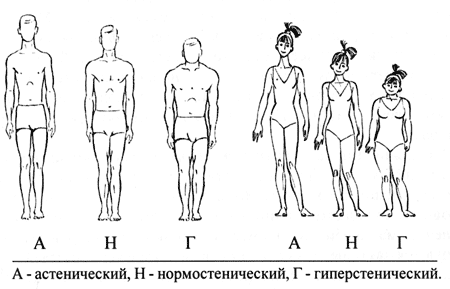 А Н Г А Н Г
А - астенический, Н - нормостенический, Г - гиперстенический.